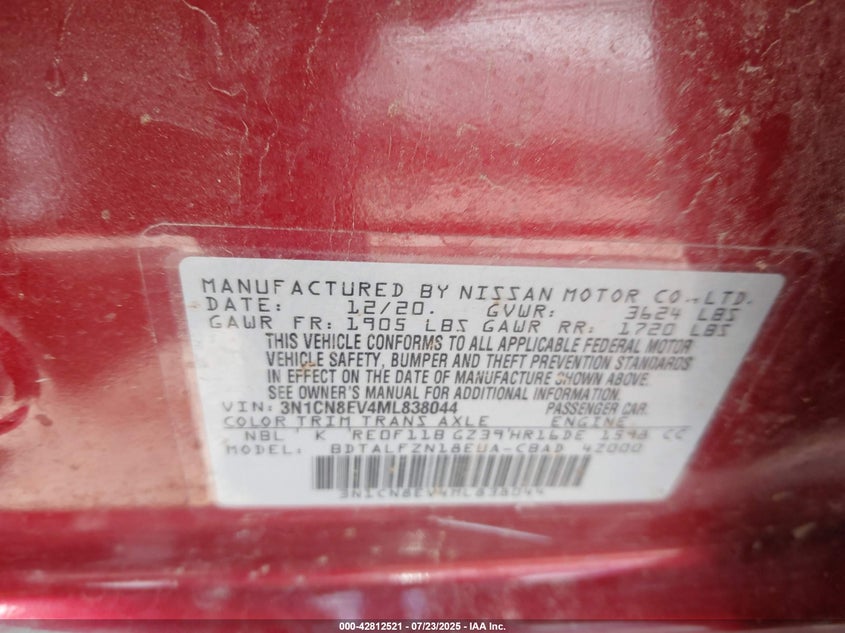 MANUFACTURED BY NISSAN MOTOR CO.,LTD.
DATE: 12/20. GVWR: 3624 LBS
GAWR FR: 1905 LBS GAWR RR: 1720 LBS
THIS VEHICLE CONFORMS TO ALL APPLICABLE FEDERAL MOTOR
VEHICLE SAFETY, BUMPER AND THEFT PREVENTION STANDARDS
IN EFFECT ON THE DATE OF MANUFACTURE SHOWN ABOVE.
SEE OWNER'S MANUAL FOR ADDITIONAL INFORMATION.
VIN: 3N1CN8EV4ML838044 PASSENGER CAR.
COLOR TRIM TRANS AXLE ENGINE
NBL K RE0F11B GZ39 HR16DE 1598 CC
MODEL: BDTALFZN18EUA-CBAD 42000
3N1CN8EV4ML838044
000-42812521 - 07/23/2025 - IAA Inc.